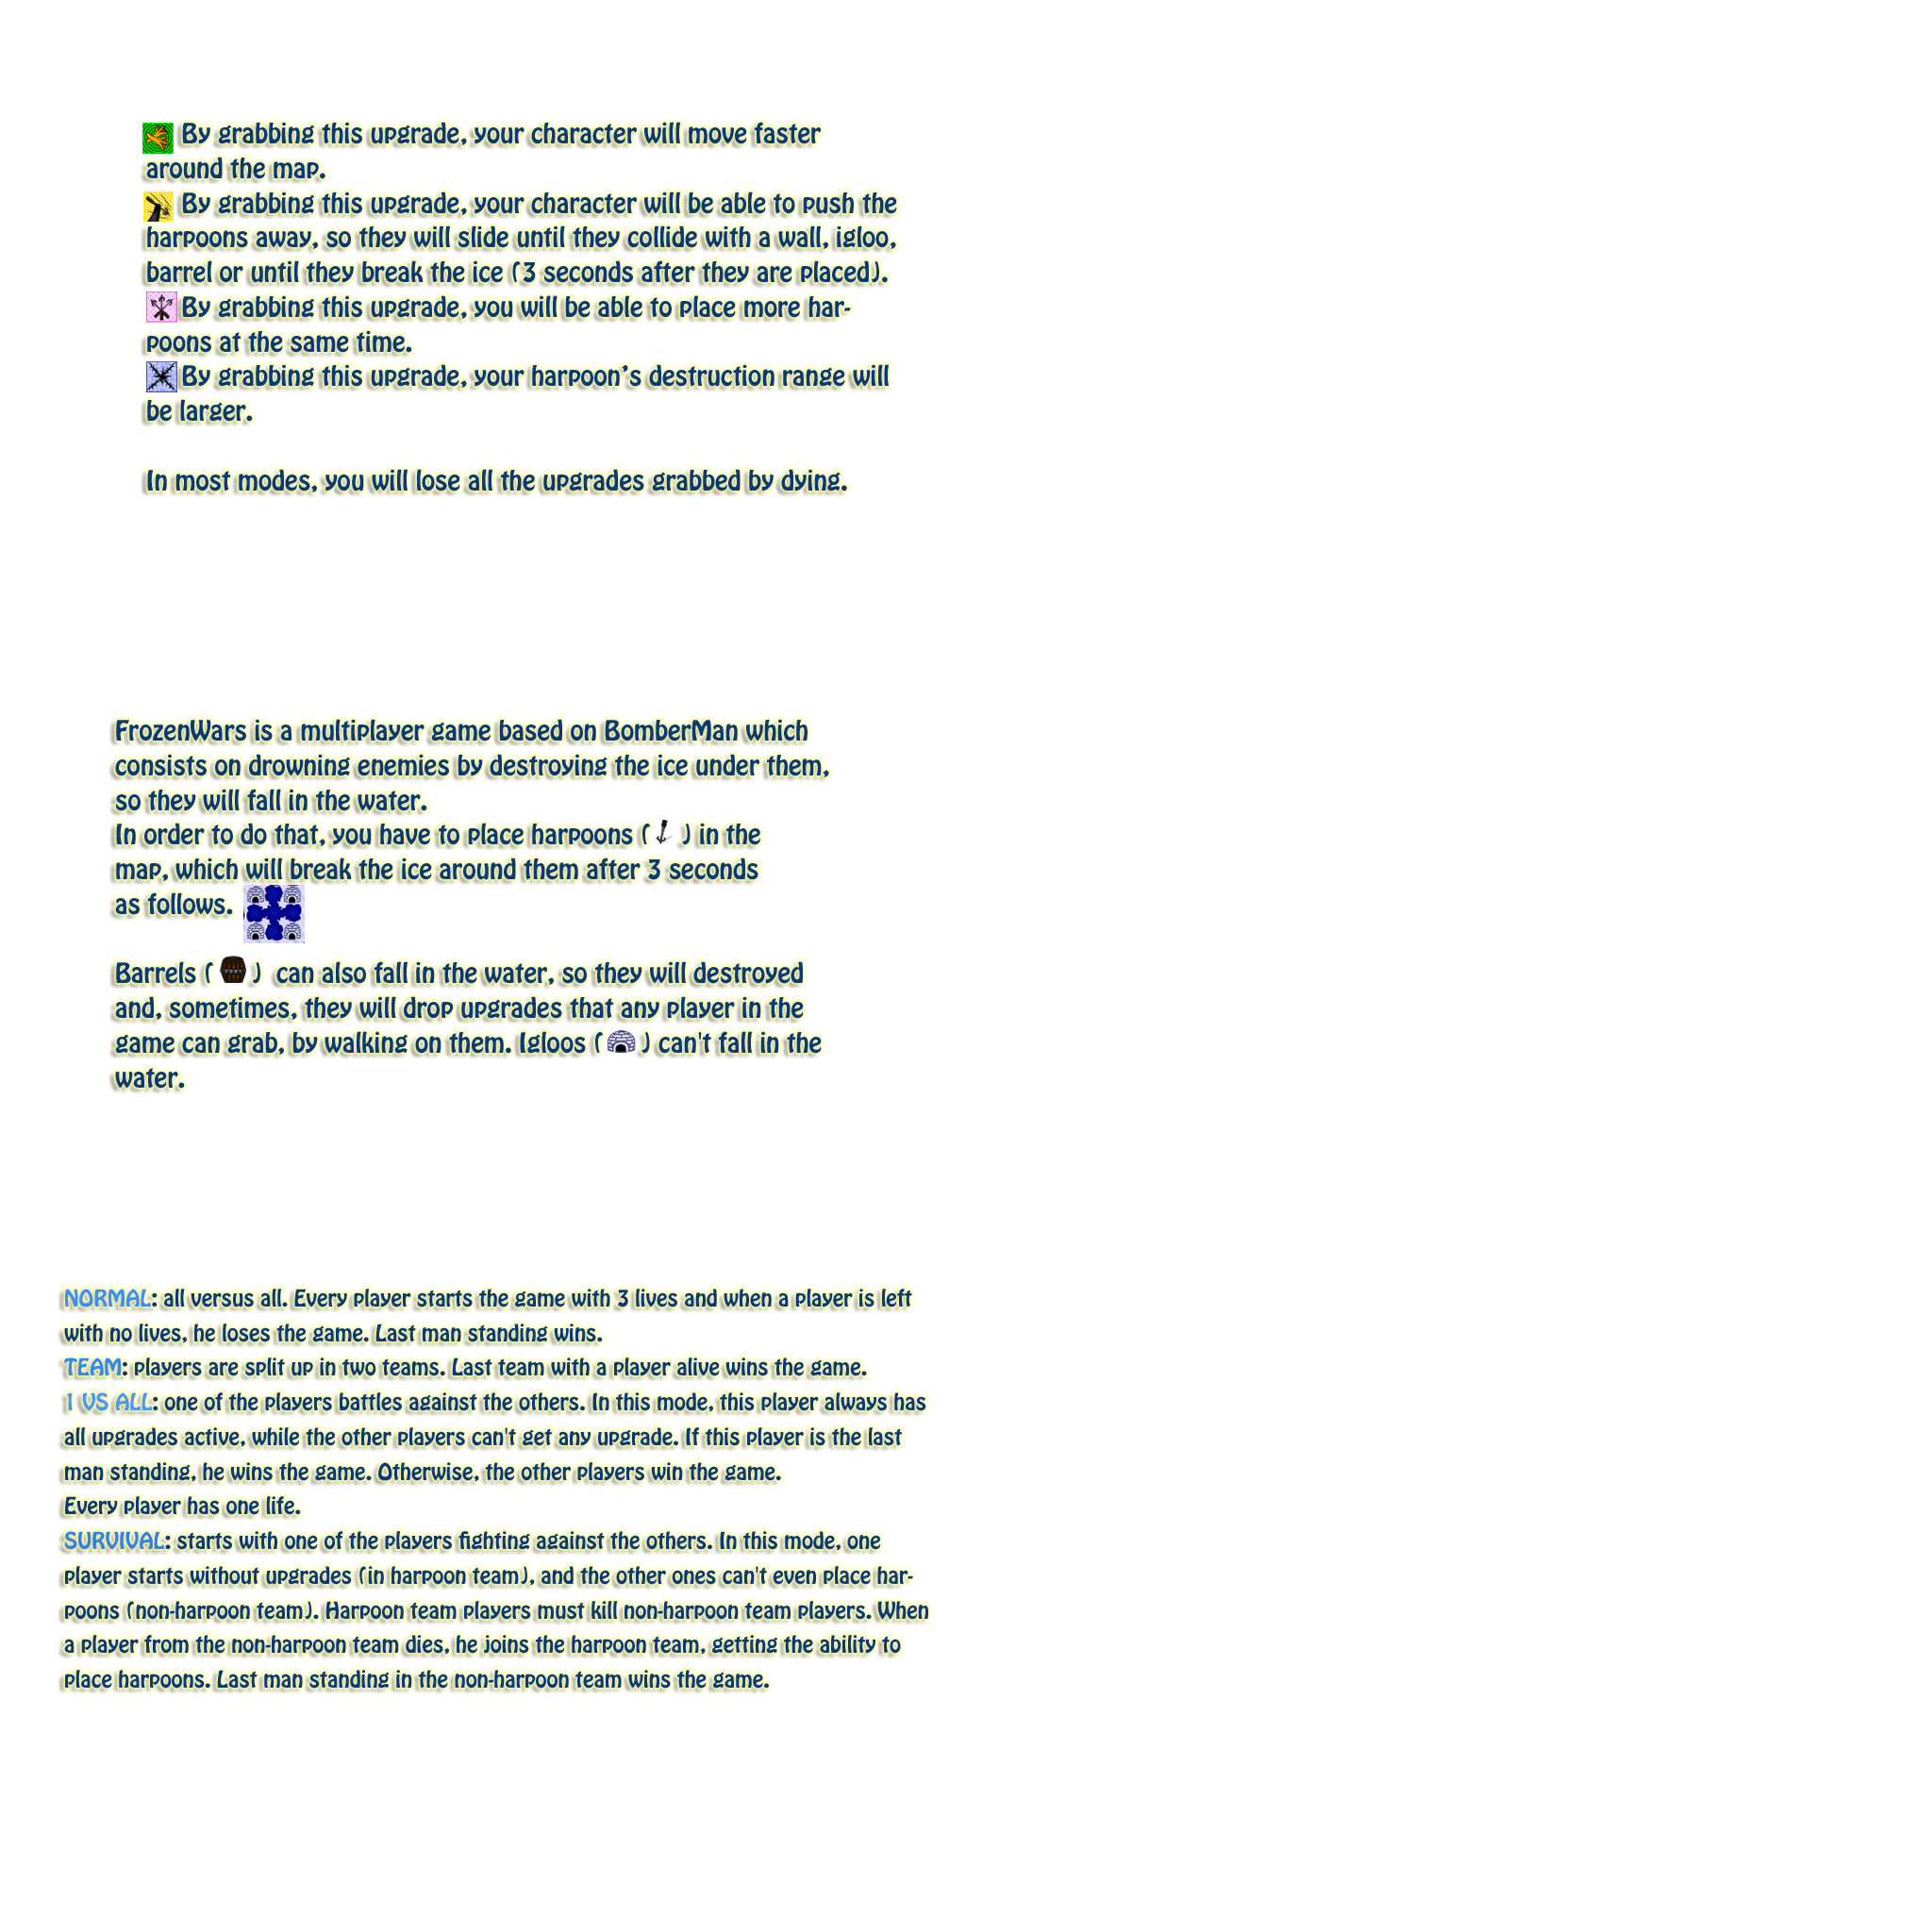 By grabbing this upgrade, your character will move faster
around the map.
By grabbing this upgrade, your character will be able to push the
harpoons away, so they will slide until they collide with a wall, igloo,
barrel or until they break the ice (3 seconds after they are placed).
By grabbing this upgrade, you will be able to place more har-
poons at the same time.
By grabbing this upgrade, your harpoon’s destruction range will
be larger.
In most modes, you will lose all the upgrades grabbed by dying.
FrozenWars is a multiplayer game based on BomberMan which
consists on drowning enemies by destroying the ice under them,
so they will fall in the water.
In order to do that, you have to place harpoons ( ) in the
map, which will break the ice around them after 3 seconds
as follows.
Barrels ( ) can also fall in the water, so they will destroyed
and, sometimes, they will drop upgrades that any player in the
game can grab, by walking on them. Igloos ( ) can't fall in the
water.
NORMAL: all versus all. Every player starts the game with 3 lives and when a player is left
with no lives, he loses the game. Last man standing wins.
TEAM: players are split up in two teams. Last team with a player alive wins the game.
1 VS ALL: one of the players battles against the others. In this mode, this player always has
all upgrades active, while the other players can't get any upgrade. If this player is the last
man standing, he wins the game. Otherwise, the other players win the game.
Every player has one life.
SURVIVAL: starts with one of the players fighting against the others. In this mode, one
player starts without upgrades (in harpoon team), and the other ones can't even place har-
poons (non-harpoon team). Harpoon team players must kill non-harpoon team players. When
a player from the non-harpoon team dies, he joins the harpoon team, getting the ability to
place harpoons. Last man standing in the non-harpoon team wins the game.